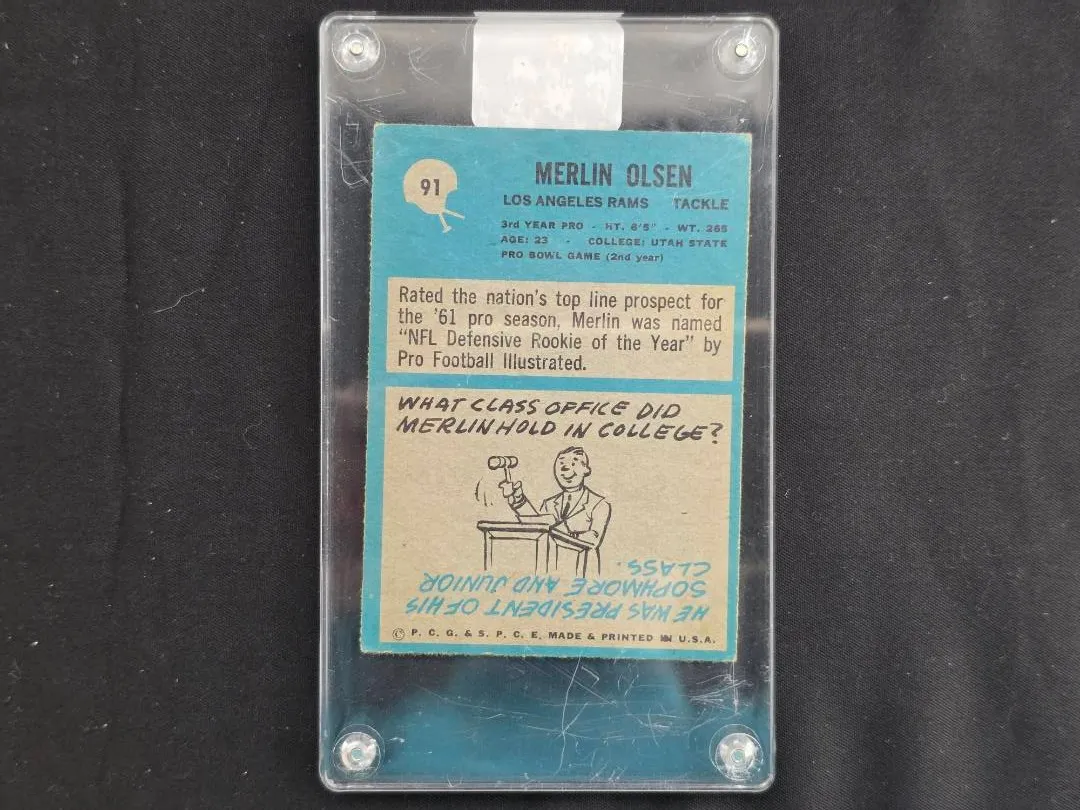 91
MERLIN OLSEN
LOS ANGELES RAMS TACKLE
3rd YEAR PRO - HT. 6'5" - WT. 265
AGE: 23 - COLLEGE: UTAH STATE
PRO BOWL GAME (2nd year)
Rated the nation's top line prospect for
the '61 pro season, Merlin was named
"NFL Defensive Rookie of the Year" by
Pro Football Illustrated.
WHAT CLASS OFFICE DID
MERLIN HOLD IN COLLEGE?
HE WAS PRESIDENT OF HIS
SOPHMORE AND JUNIOR
CLASS.
© P. C. G. & S. P. C. E. MADE & PRINTED IN U.S.A.